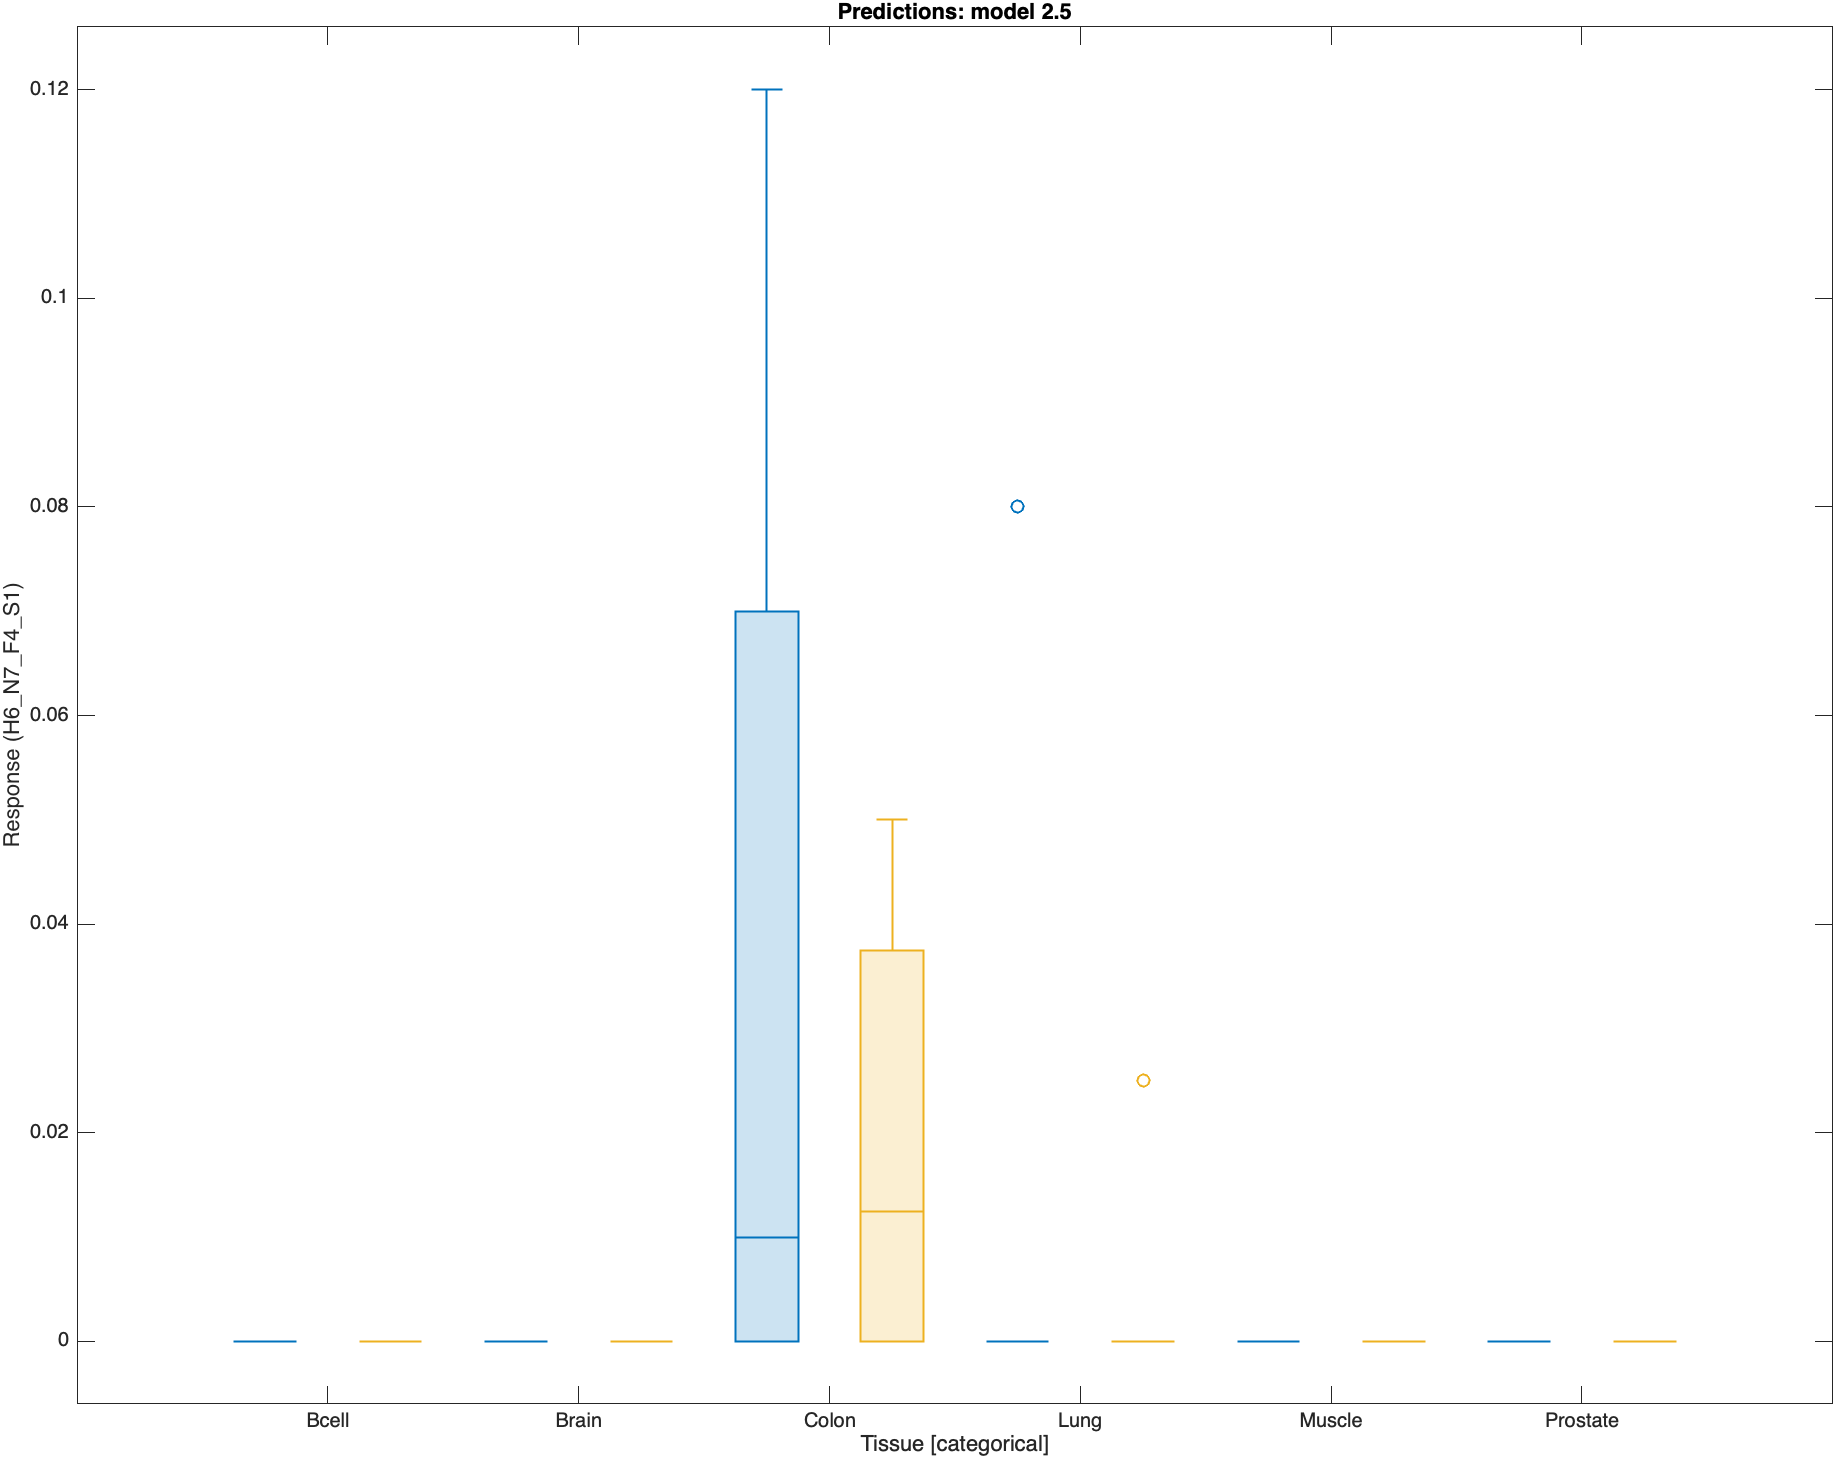 Predictions: model 2.5
0.12
0.1
0.08
0.06
0.04
0.02
0
Response (H6_N7_F4_S1)
Bcell Brain Colon Lung Muscle Prostate
Tissue [categorical]